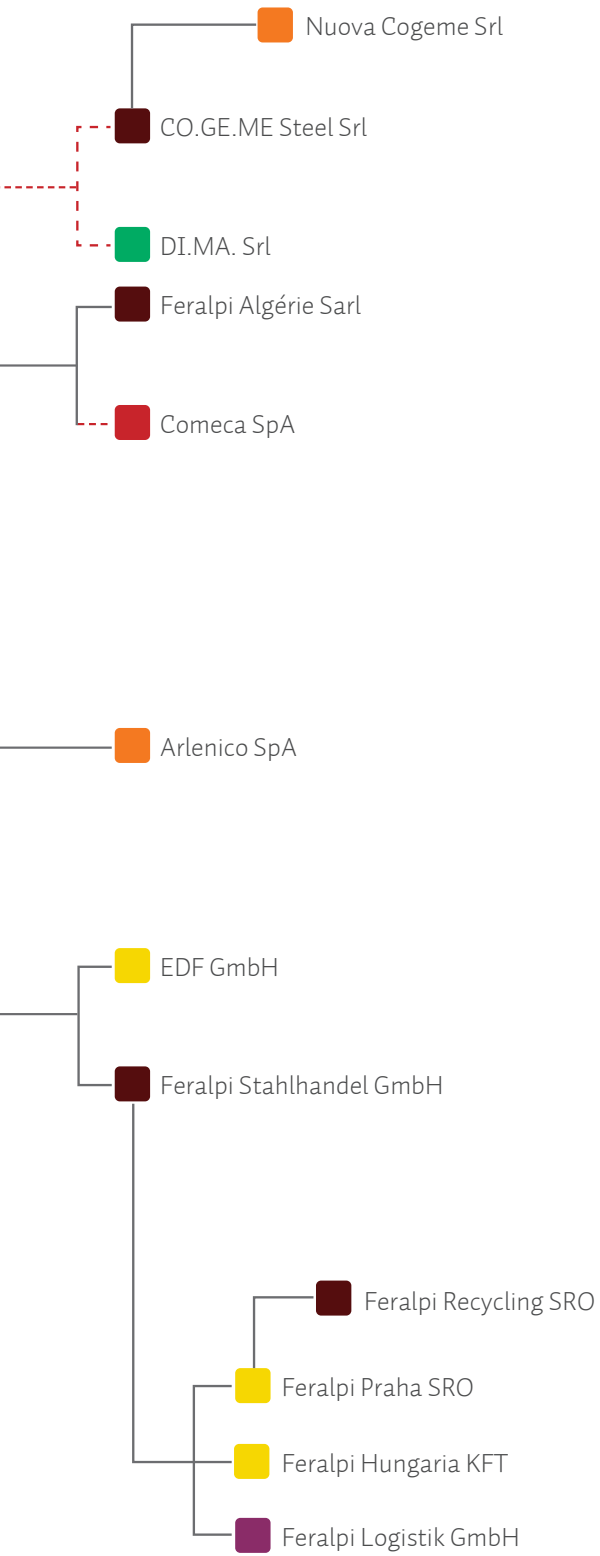 Nuova Cogeme Srl
CO.GE.ME Steel Srl
DI.MA. Srl
Feralpi Algérie Sarl
Comeca SpA
Arlenico SpA
EDF GmbH
Feralpi Stahlhandel GmbH
Feralpi Recycling SRO
Feralpi Praha SRO
Feralpi Hungaria KFT
Feralpi Logistik GmbH